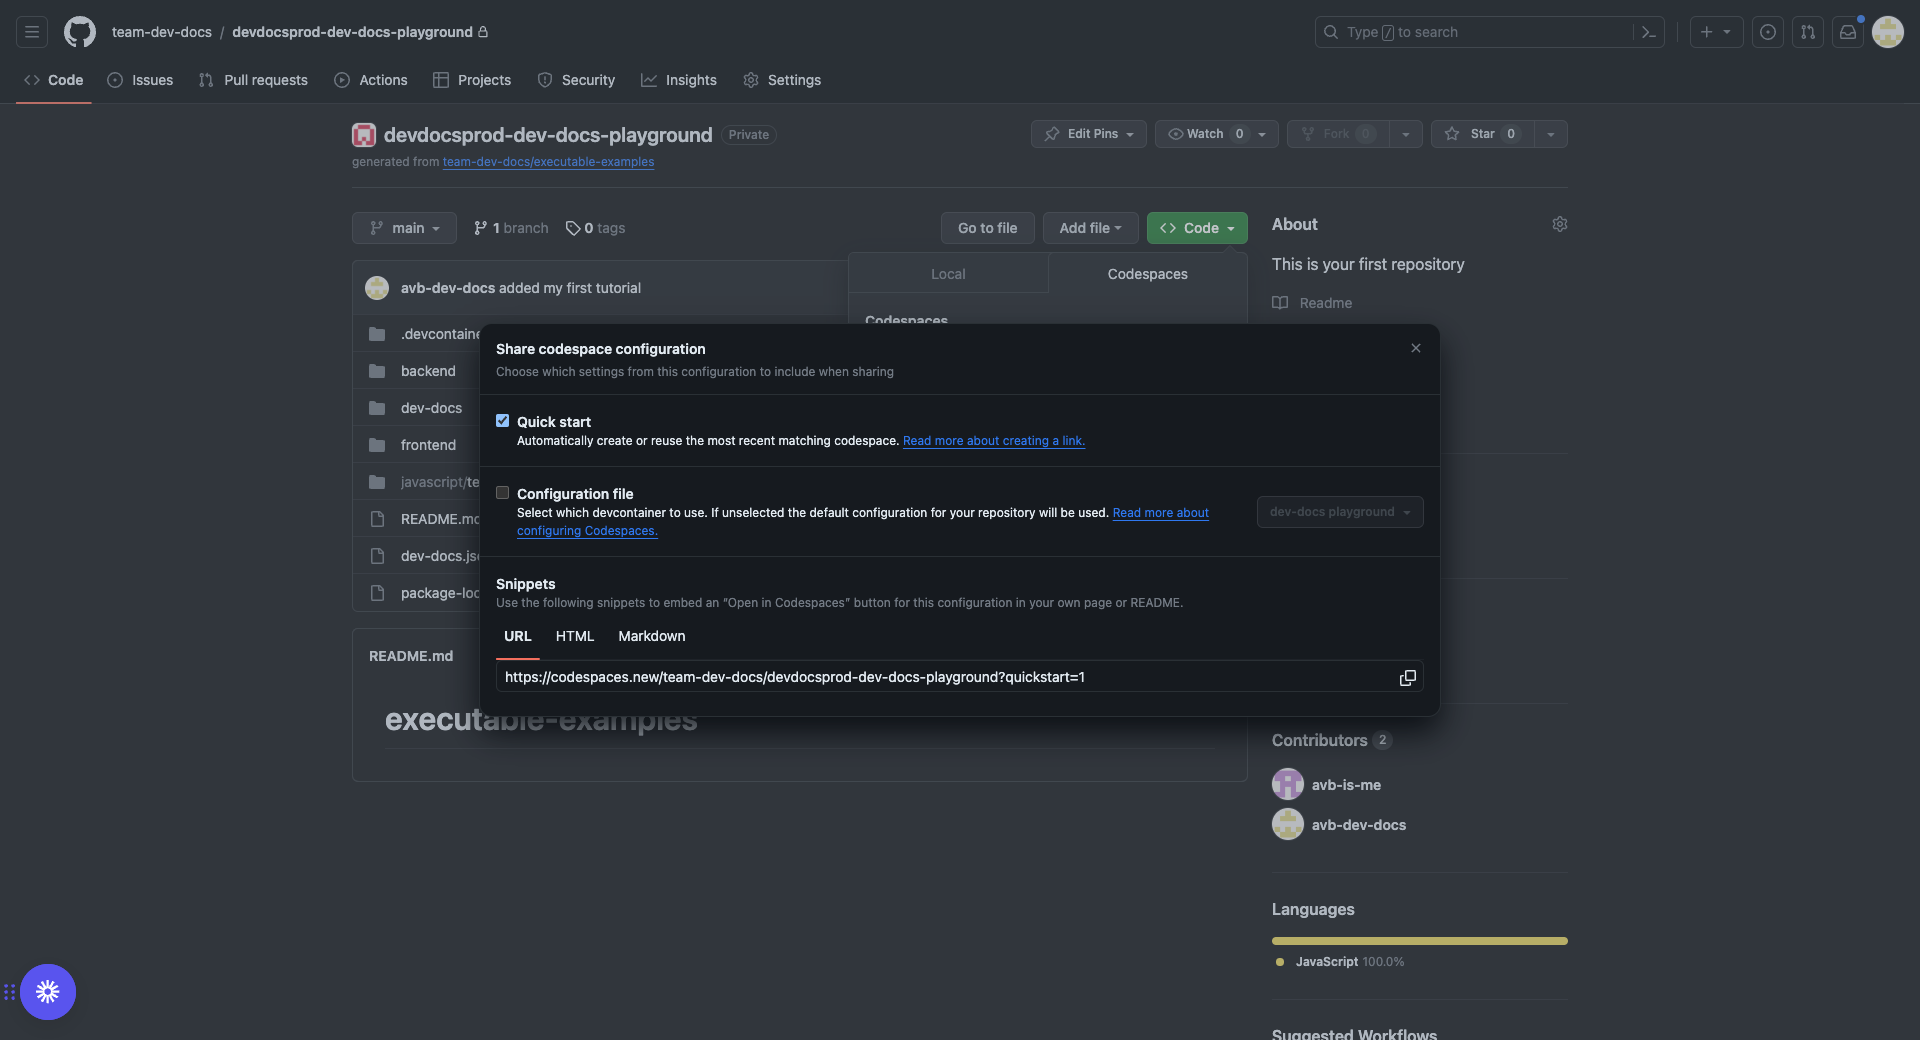 team-dev-docs / devdocsprod-dev-docs-playground
Type / to search
Code
Issues
Pull requests
Actions
Projects
Security
Insights
Settings
devdocsprod-dev-docs-playground Private
generated from team-dev-docs/executable-examples
Edit Pins
Watch 0
Fork 0
Star 0
main
1 branch
0 tags
Go to file
Add file
Code
Local
Codespaces
Codespaces
avb-dev-docs added my first tutorial
.devcontaine
backend
dev-docs
frontend
javascript/te
README.md
dev-docs.js
package-loc
Share codespace configuration
Choose which settings from this configuration to include when sharing
Quick start
Automatically create or reuse the most recent matching codespace. Read more about creating a link.
Configuration file
Select which devcontainer to use. If unselected the default configuration for your repository will be used. Read more about
configuring Codespaces.
dev-docs playground
Snippets
Use the following snippets to embed an “Open in Codespaces” button for this configuration in your own page or README.
URL
HTML
Markdown
https://codespaces.new/team-dev-docs/devdocsprod-dev-docs-playground?quickstart=1
README.md
executable-examples
About
This is your first repository
Readme
Contributors 2
avb-is-me
avb-dev-docs
Languages
JavaScript 100.0%
Suggested Workflows